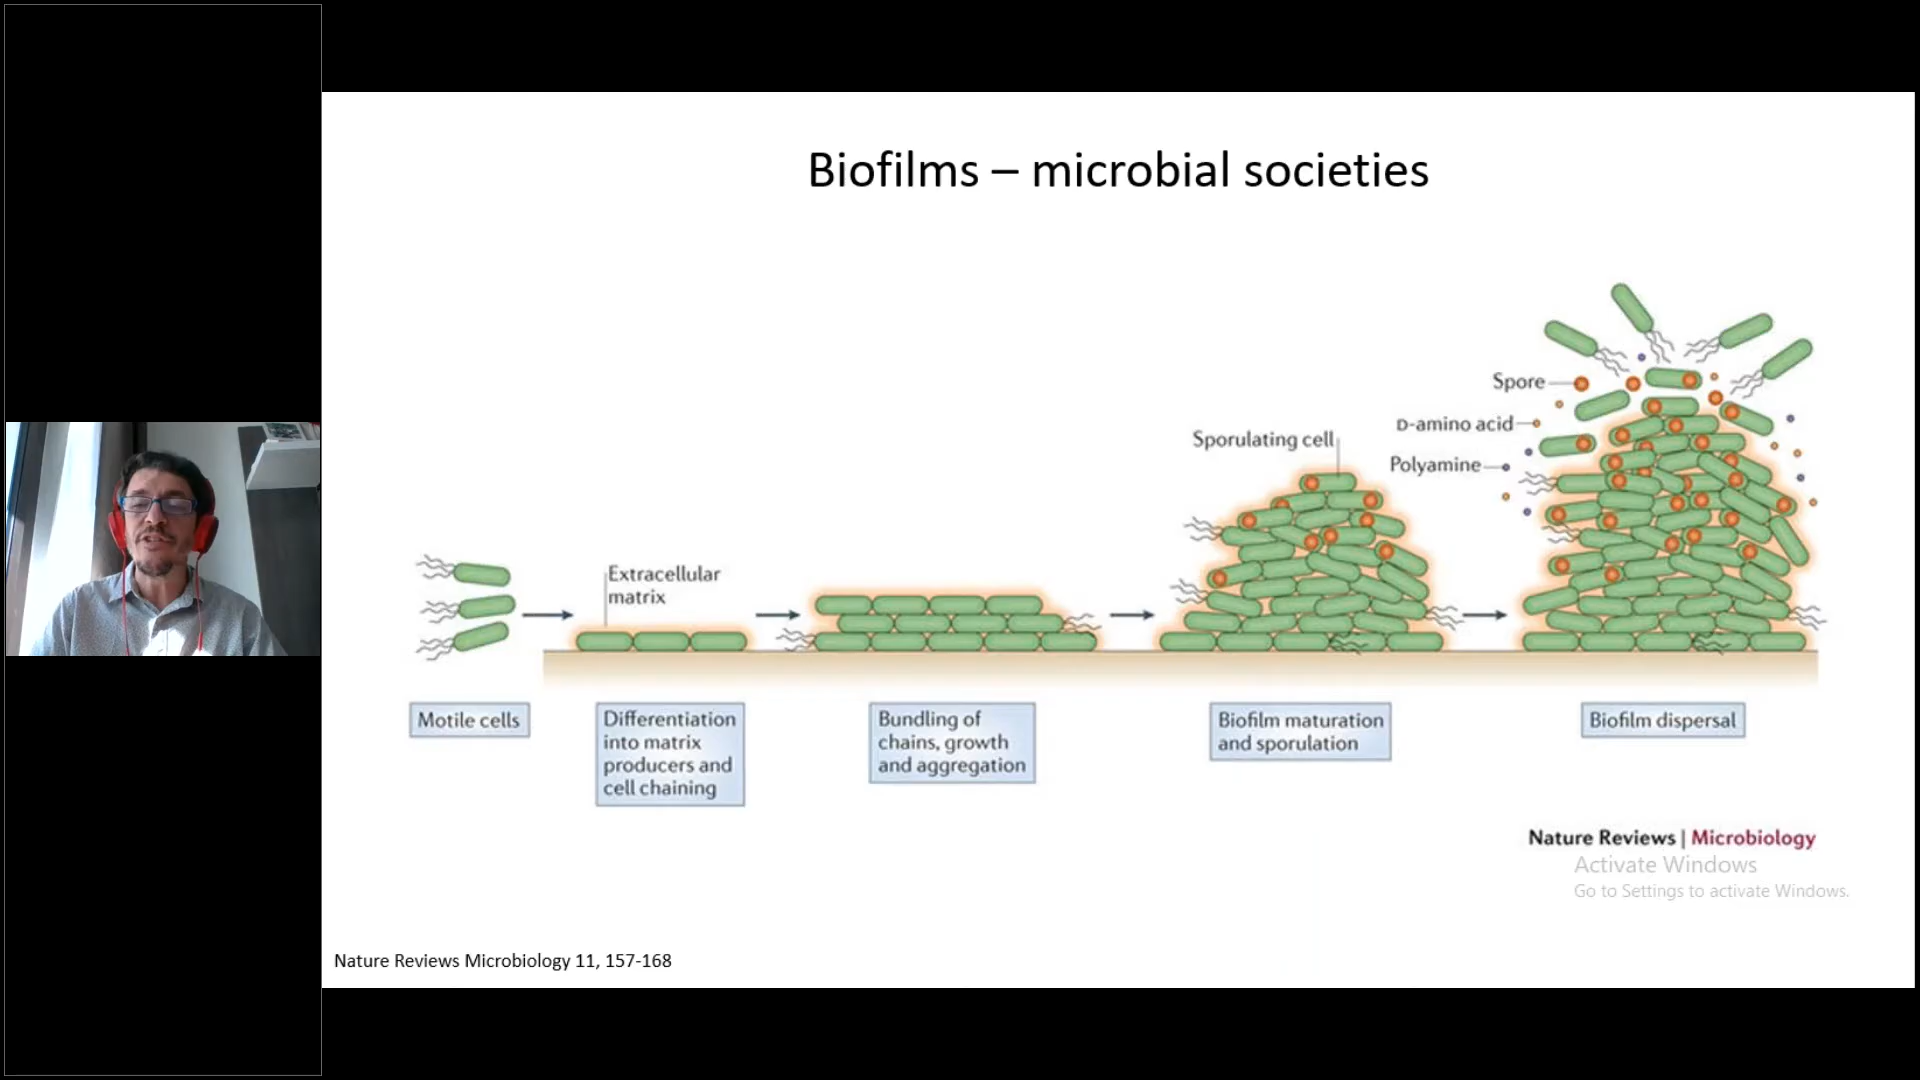 Biofilms – microbial societies
Spore
D-amino acid
Polyamine
Sporulating cell
Extracellular
matrix
Motile cells
Differentiation
into matrix
producers and
cell chaining
Bundling of
chains, growth
and aggregation
Biofilm maturation
and sporulation
Biofilm dispersal
Nature Reviews | Microbiology
Activate Windows
Go to Settings to activate Windows.
Nature Reviews Microbiology 11, 157-168